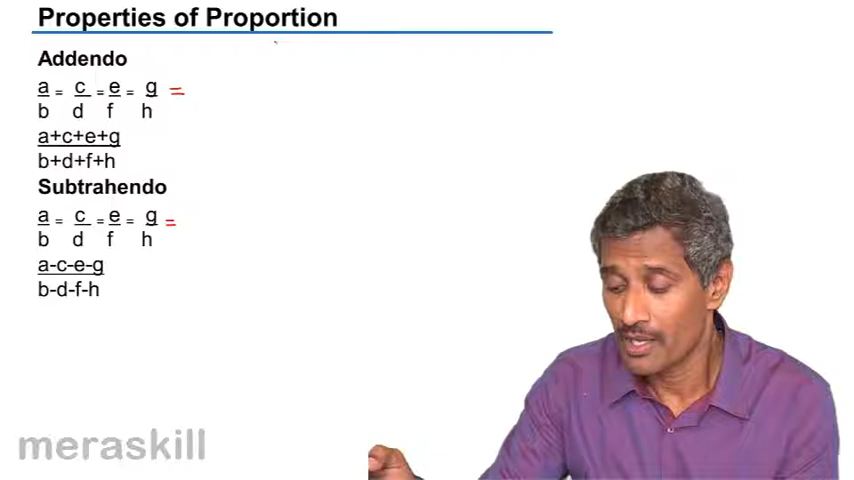 Properties of Proportion
Addendo
a = c = e = g =
b d f h
a+c+e+g
b+d+f+h
Subtrahendo
a = c = e = g =
b d f h
a-c-e-g
b-d-f-h
meraskill